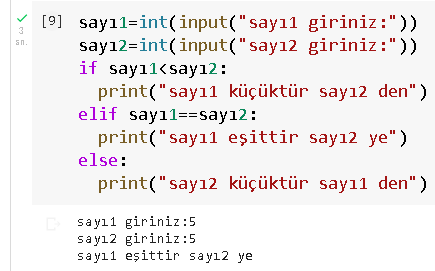 [9] sayı1=int(input("sayı1 giriniz:"))
sayı2=int(input("sayı2 giriniz:"))
if sayı1<sayı2:
print("sayı1 küçüktür sayı2 den")
elif sayı1==sayı2:
print("sayı1 eşittir sayı2 ye")
else:
print("sayı2 küçüktür sayı1 den")
3
sn.
sayı1 giriniz:5
sayı2 giriniz:5
sayı1 eşittir sayı2 ye